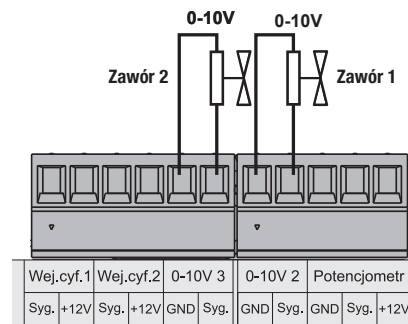 0-10V 0-10V
Zawór 2 Zawór 1
Wej.cyf.1 Wej.cyf.2 0-10V 3 0-10V 2 Potencjometr
Syg. +12V Syg. +12V GND Syg. GND Syg. GND Syg. +12V